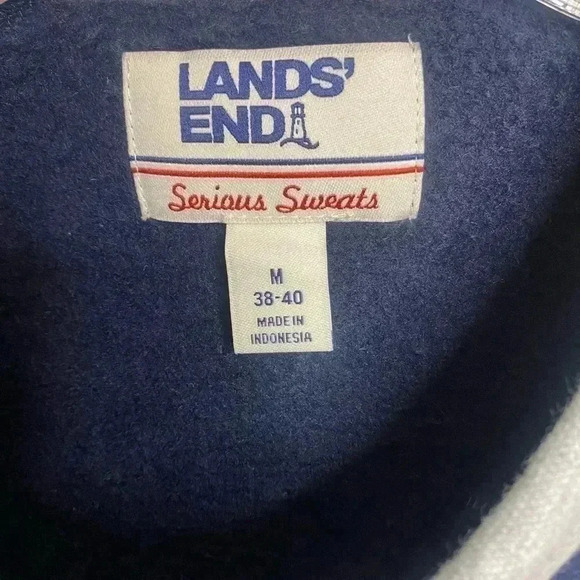 LANDS'
END
Serious Sweats
M
38-40
MADE IN
INDONESIA